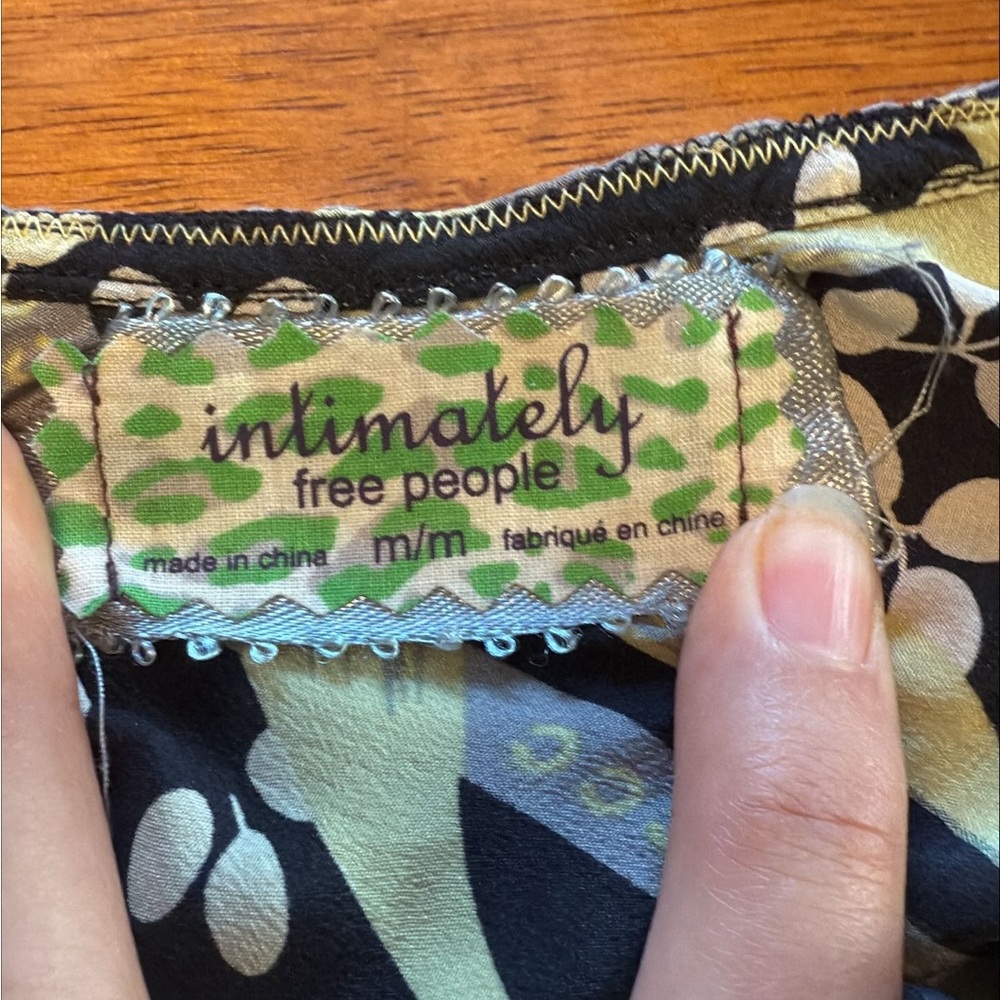 intimately
free people
made in china m/m fabriqué en chine